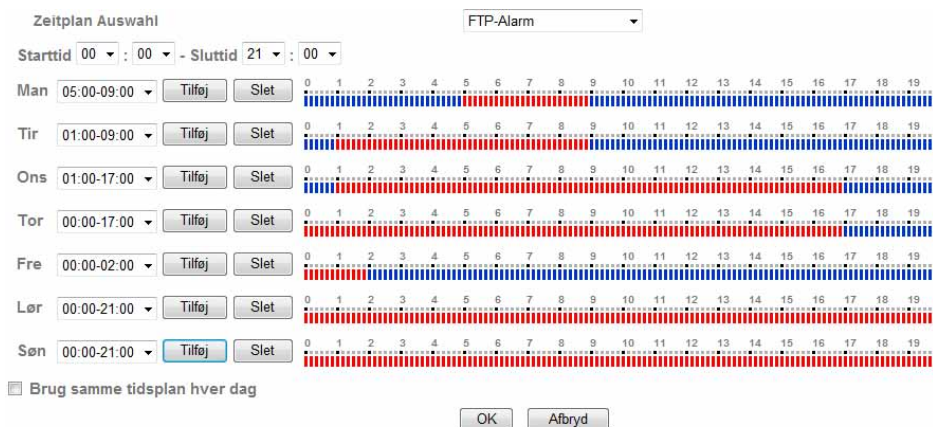 Zeitplan Auswahl FTP-Alarm
Starttid 00 : 00 - Sluttid 21 : 00
0 1 2 3 4 5 6 7 8 9 10 11 12 13 14 15 16 17 18 19
Man 05:00-09:00 Tilføj Slet
0 1 2 3 4 5 6 7 8 9 10 11 12 13 14 15 16 17 18 19
Tir 01:00-09:00 Tilføj Slet
0 1 2 3 4 5 6 7 8 9 10 11 12 13 14 15 16 17 18 19
Ons 01:00-17:00 Tilføj Slet
0 1 2 3 4 5 6 7 8 9 10 11 12 13 14 15 16 17 18 19
Tor 00:00-17:00 Tilføj Slet
0 1 2 3 4 5 6 7 8 9 10 11 12 13 14 15 16 17 18 19
Fre 00:00-02:00 Tilføj Slet
0 1 2 3 4 5 6 7 8 9 10 11 12 13 14 15 16 17 18 19
Lør 00:00-21:00 Tilføj Slet
0 1 2 3 4 5 6 7 8 9 10 11 12 13 14 15 16 17 18 19
Søn 00:00-21:00 Tilføj Slet
Brug samme tidsplan hver dag
OK Afbryd